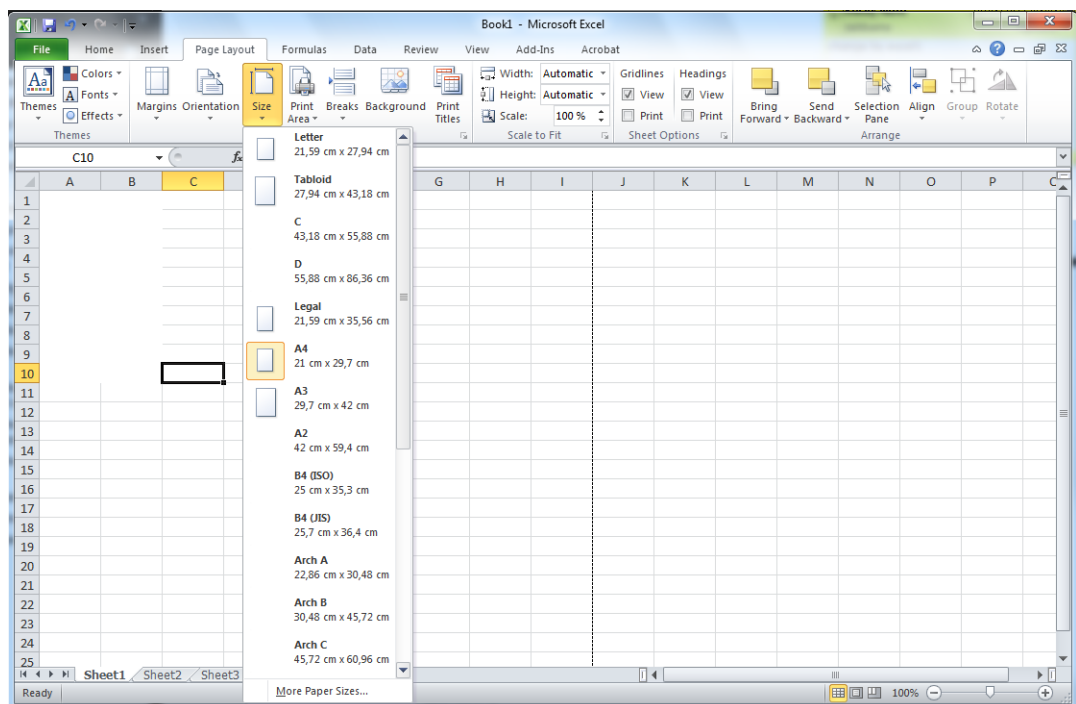 Book1 - Microsoft Excel
File Home Insert Page Layout Formulas Data Review View Add-Ins Acrobat
Themes
Colors
Fonts
Effects
Themes
Margins
Orientation
Size
Print Area
Breaks
Background
Print Titles
Width: Automatic
Height: Automatic
Scale: 100 %
Scale to Fit
Gridlines
View
Print
Headings
View
Print
Sheet Options
Bring Forward
Send Backward
Selection Pane
Align
Group
Rotate
Arrange
C10 fx
A B C G H I J K L M N O P
1
2
3
4
5
6
7
8
9
10
11
12
13
14
15
16
17
18
19
20
21
22
23
24
25
Letter
21,59 cm x 27,94 cm
Tabloid
27,94 cm x 43,18 cm
C
43,18 cm x 55,88 cm
D
55,88 cm x 86,36 cm
Legal
21,59 cm x 35,56 cm
A4
21 cm x 29,7 cm
A3
29,7 cm x 42 cm
A2
42 cm x 59,4 cm
B4 (ISO)
25 cm x 35,3 cm
B4 (JIS)
25,7 cm x 36,4 cm
Arch A
22,86 cm x 30,48 cm
Arch B
30,48 cm x 45,72 cm
Arch C
45,72 cm x 60,96 cm
More Paper Sizes...
Sheet1 Sheet2 Sheet3
Ready 100%